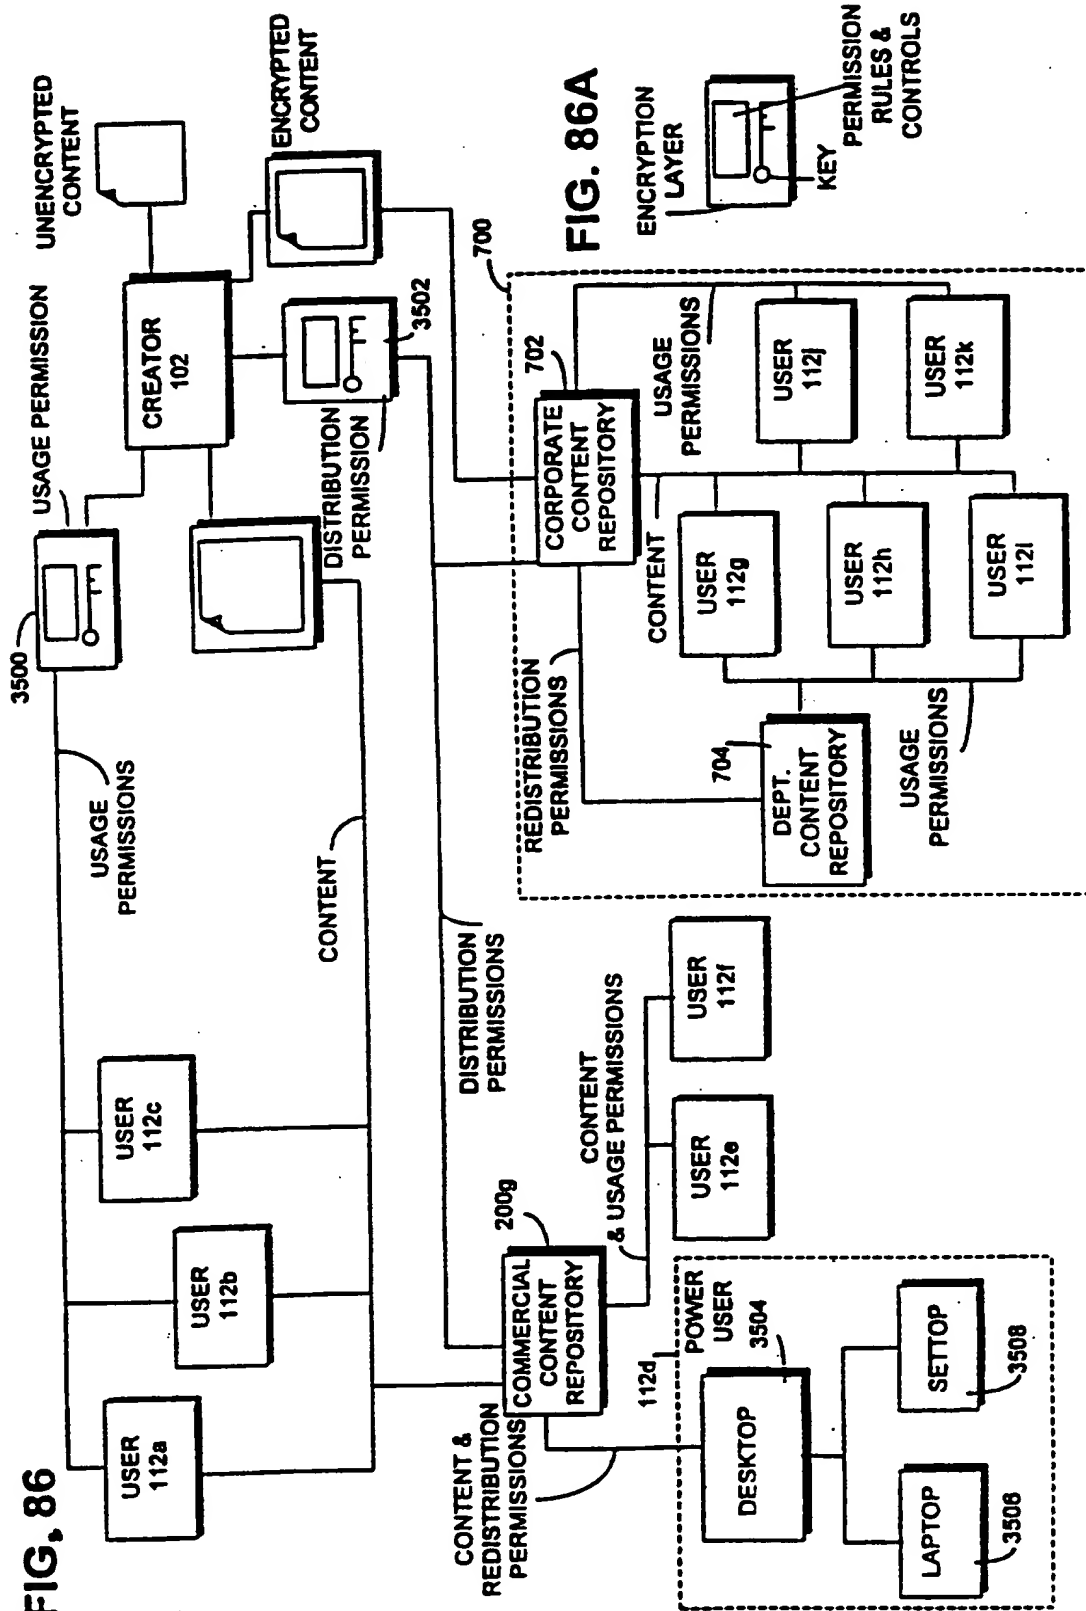 FIG. 86
USER
112a
USER
112b
USER
112c
USAGE
PERMISSIONS
3500
USAGE PERMISSION
CREATOR
102
UNENCRYPTED
CONTENT
ENCRYPTED
CONTENT
CONTENT
DISTRIBUTION
PERMISSION
3502
DISTRIBUTION
PERMISSIONS
CONTENT &
REDISTRIBUTION
PERMISSIONS
COMMERCIAL
CONTENT
REPOSITORY
200g
CONTENT
& USAGE PERMISSIONS
USER
112e
USER
112f
112d
POWER
USER
3504
DESKTOP
LAPTOP
3506
SETTOP
3508
700
CORPORATE
CONTENT
REPOSITORY
702
REDISTRIBUTION
PERMISSIONS
704
DEPT.
CONTENT
REPOSITORY
CONTENT
USAGE
PERMISSIONS
USER
112g
USER
112h
USER
112i
USER
112j
USER
112k
USAGE
PERMISSIONS
FIG. 86A
ENCRYPTION
LAYER
KEY
PERMISSION
RULES &
CONTROLS